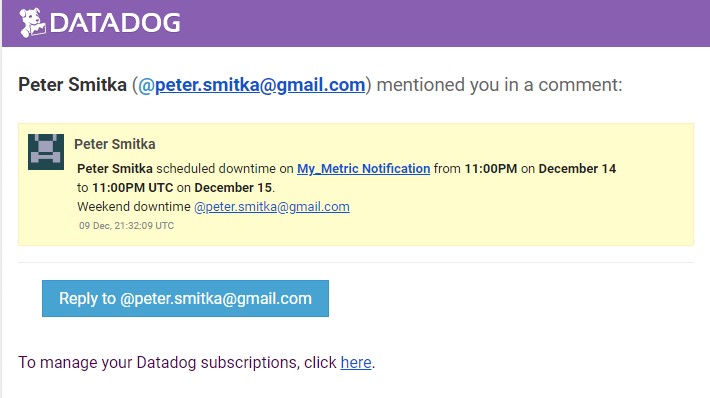 DATADOG
Peter Smitka (@peter.smitka@gmail.com) mentioned you in a comment:
Peter Smitka
Peter Smitka scheduled downtime on My_Metric Notification from 11:00PM on December 14
to 11:00PM UTC on December 15.
Weekend downtime @peter.smitka@gmail.com
09 Dec, 21:32:09 UTC
Reply to @peter.smitka@gmail.com
To manage your Datadog subscriptions, click here.